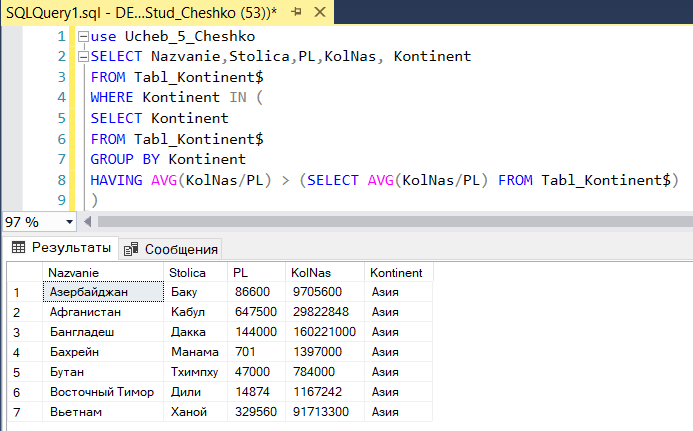 SQLQuery1.sql - DE...Stud_Cheshko (53))*
1 use Ucheb_5_Cheshko
2 SELECT Nazvanie,Stolica,PL,KolNas, Kontinent
3 FROM Tabl_Kontinent$
4 WHERE Kontinent IN (
5 SELECT Kontinent
6 FROM Tabl_Kontinent$
7 GROUP BY Kontinent
8 HAVING AVG(KolNas/PL) > (SELECT AVG(KolNas/PL) FROM Tabl_Kontinent$)
9 )
97 %
Результаты Сообщения
Nazvanie Stolica PL KolNas Kontinent
1 Азербайджан Баку 86600 9705600 Азия
2 Афганистан Кабул 647500 29822848 Азия
3 Бангладеш Дакка 144000 160221000 Азия
4 Бахрейн Манама 701 1397000 Азия
5 Бутан Тхимпху 47000 784000 Азия
6 Восточный Тимор Дили 14874 1167242 Азия
7 Вьетнам Ханой 329560 91713300 Азия